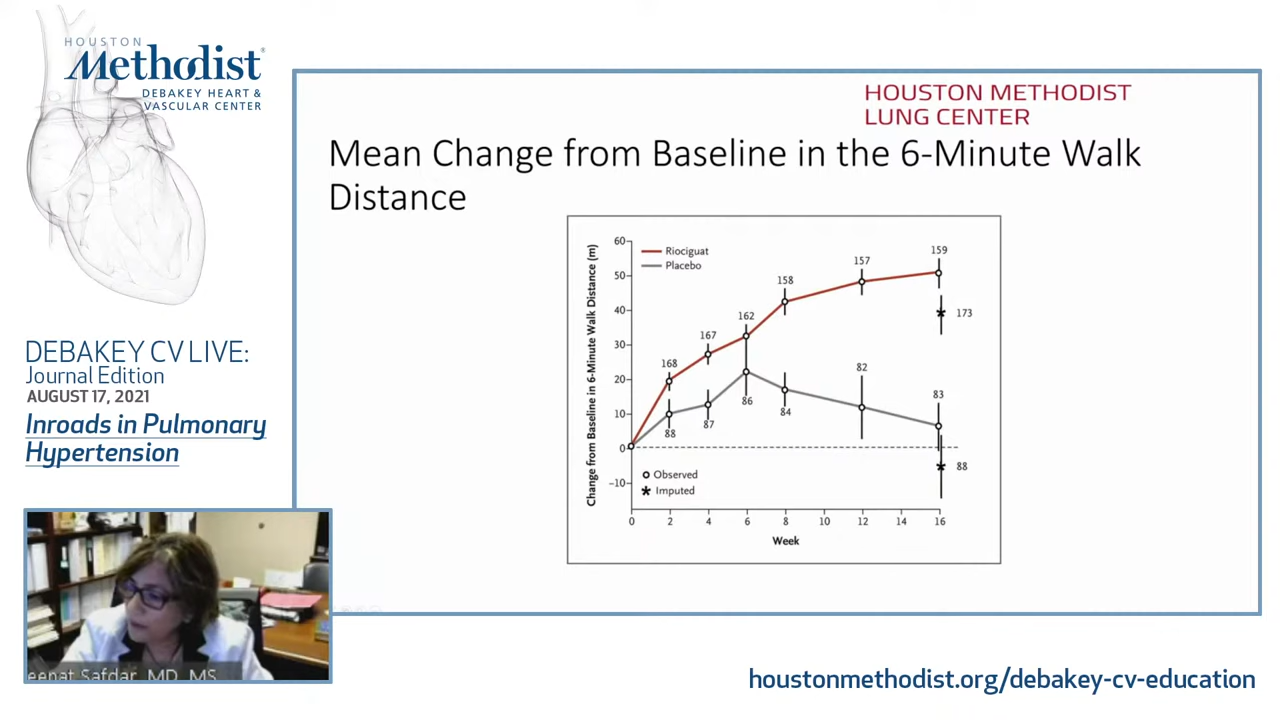 HOUSTON
Methodist
DEBAKEY HEART &
VASCULAR CENTER
DEBAKEY CV LIVE:
Journal Edition
AUGUST 17, 2021
Inroads in Pulmonary
Hypertension
HOUSTON METHODIST
LUNG CENTER
Mean Change from Baseline in the 6-Minute Walk
Distance
Change from Baseline in 6-Minute Walk Distance (m)
60
50
40
30
20
10
0
−10
Riociguat
Placebo
168
167
162
158
157
159
173
88
87
86
84
82
83
88
Observed
Imputed
0 2 4 6 8 10 12 14 16
Week
eenat Safdar, MD, MS
houstonmethodist.org/debakey-cv-education